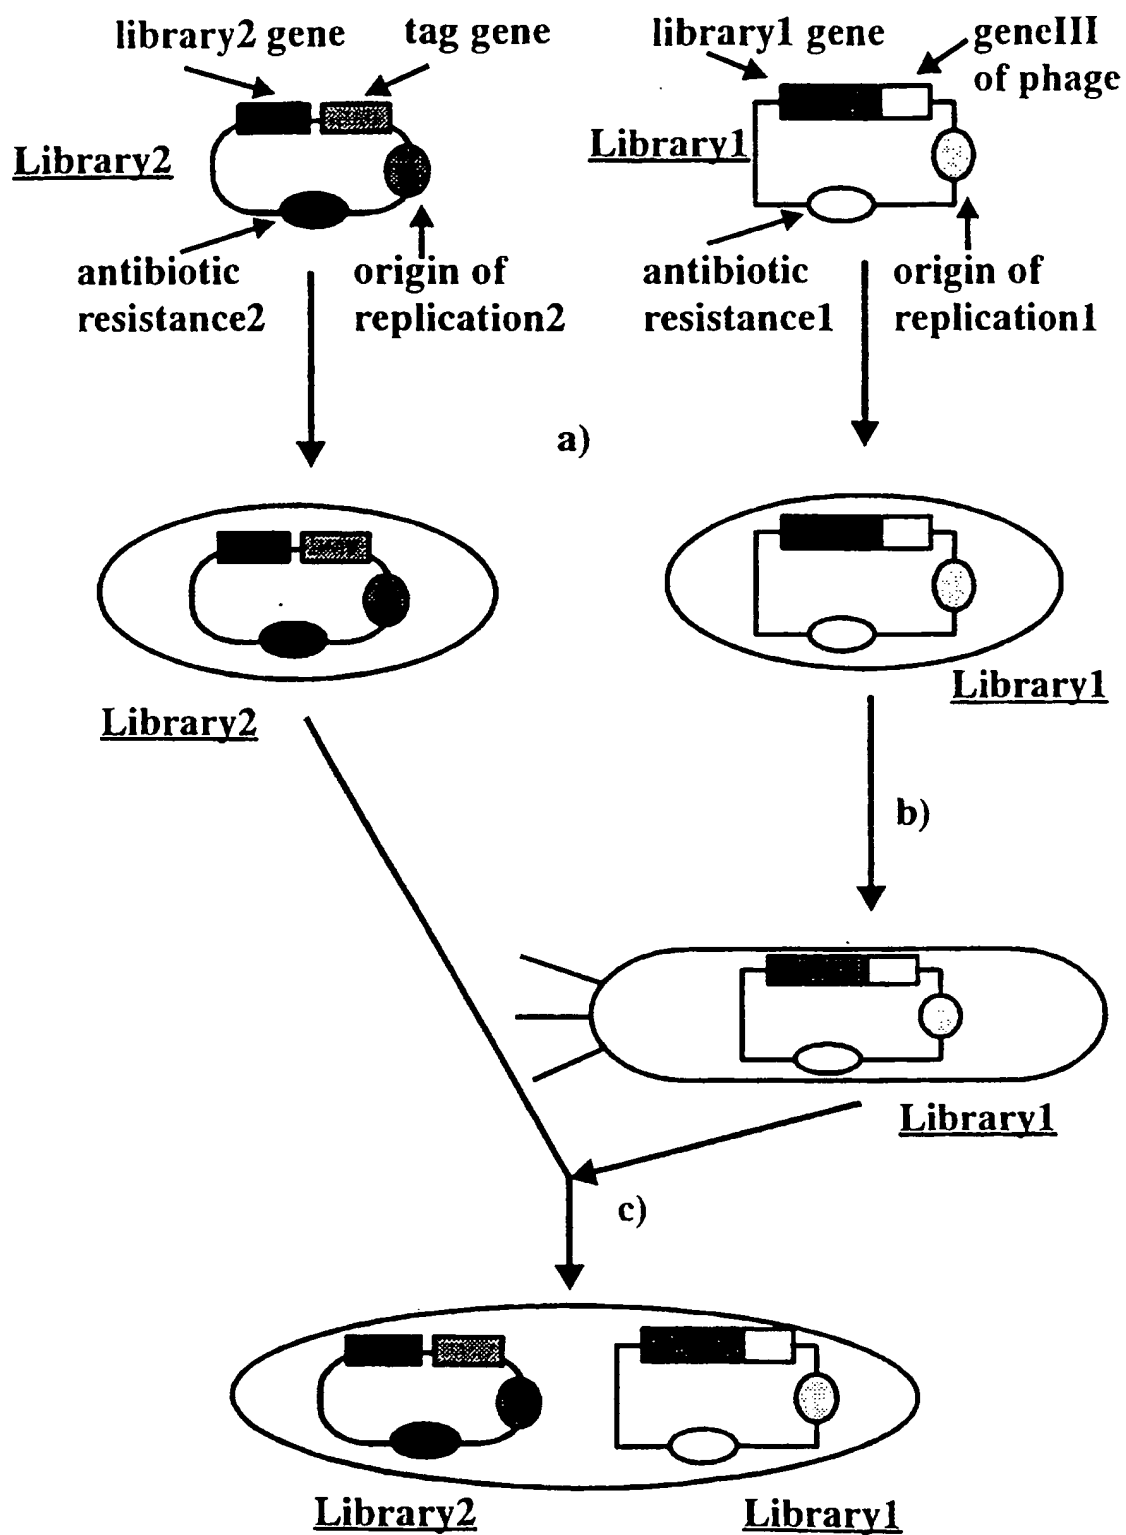 library2 gene
tag gene
library1 gene
geneIII
of phage
Library2
Library1
antibiotic
resistance2
origin of
replication2
antibiotic
resistance1
origin of
replication1
a)
Library2
Library1
b)
Library1
c)
Library2
Library1